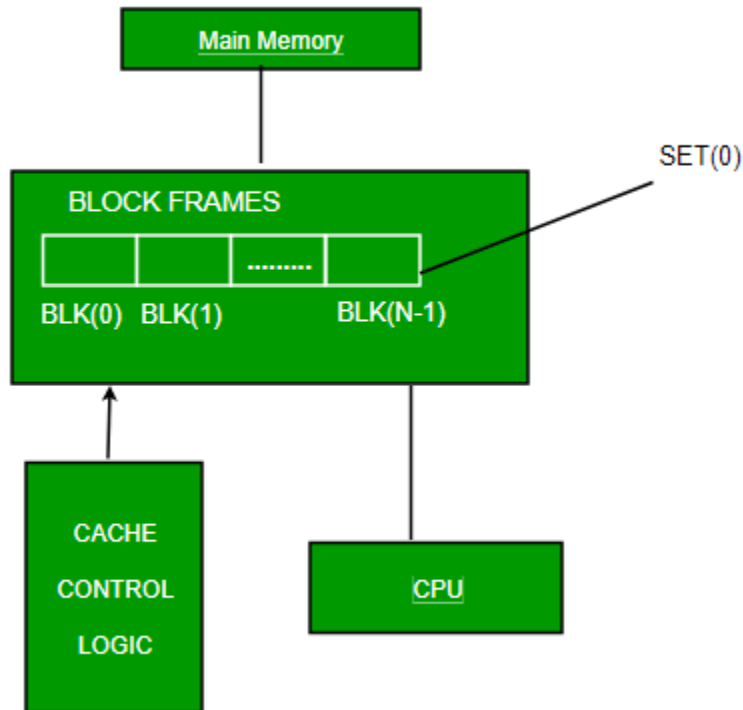 Main Memory
SET(0)
BLOCK FRAMES
.........
BLK(0) BLK(1) BLK(N-1)
CACHE
CONTROL
LOGIC
CPU